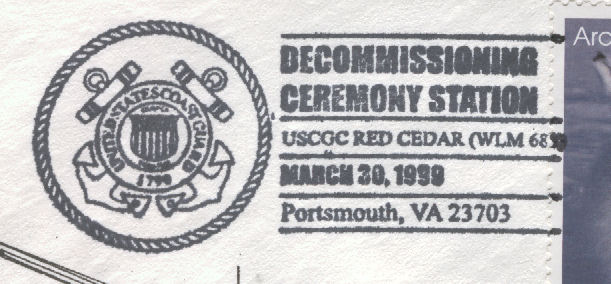 UNITED STATES COAST GUARD
1790
DECOMMISSIONING
CEREMONY STATION
USCGC RED CEDAR (WLM 68
MARCH 30, 1999
Portsmouth, VA 23703
Arc